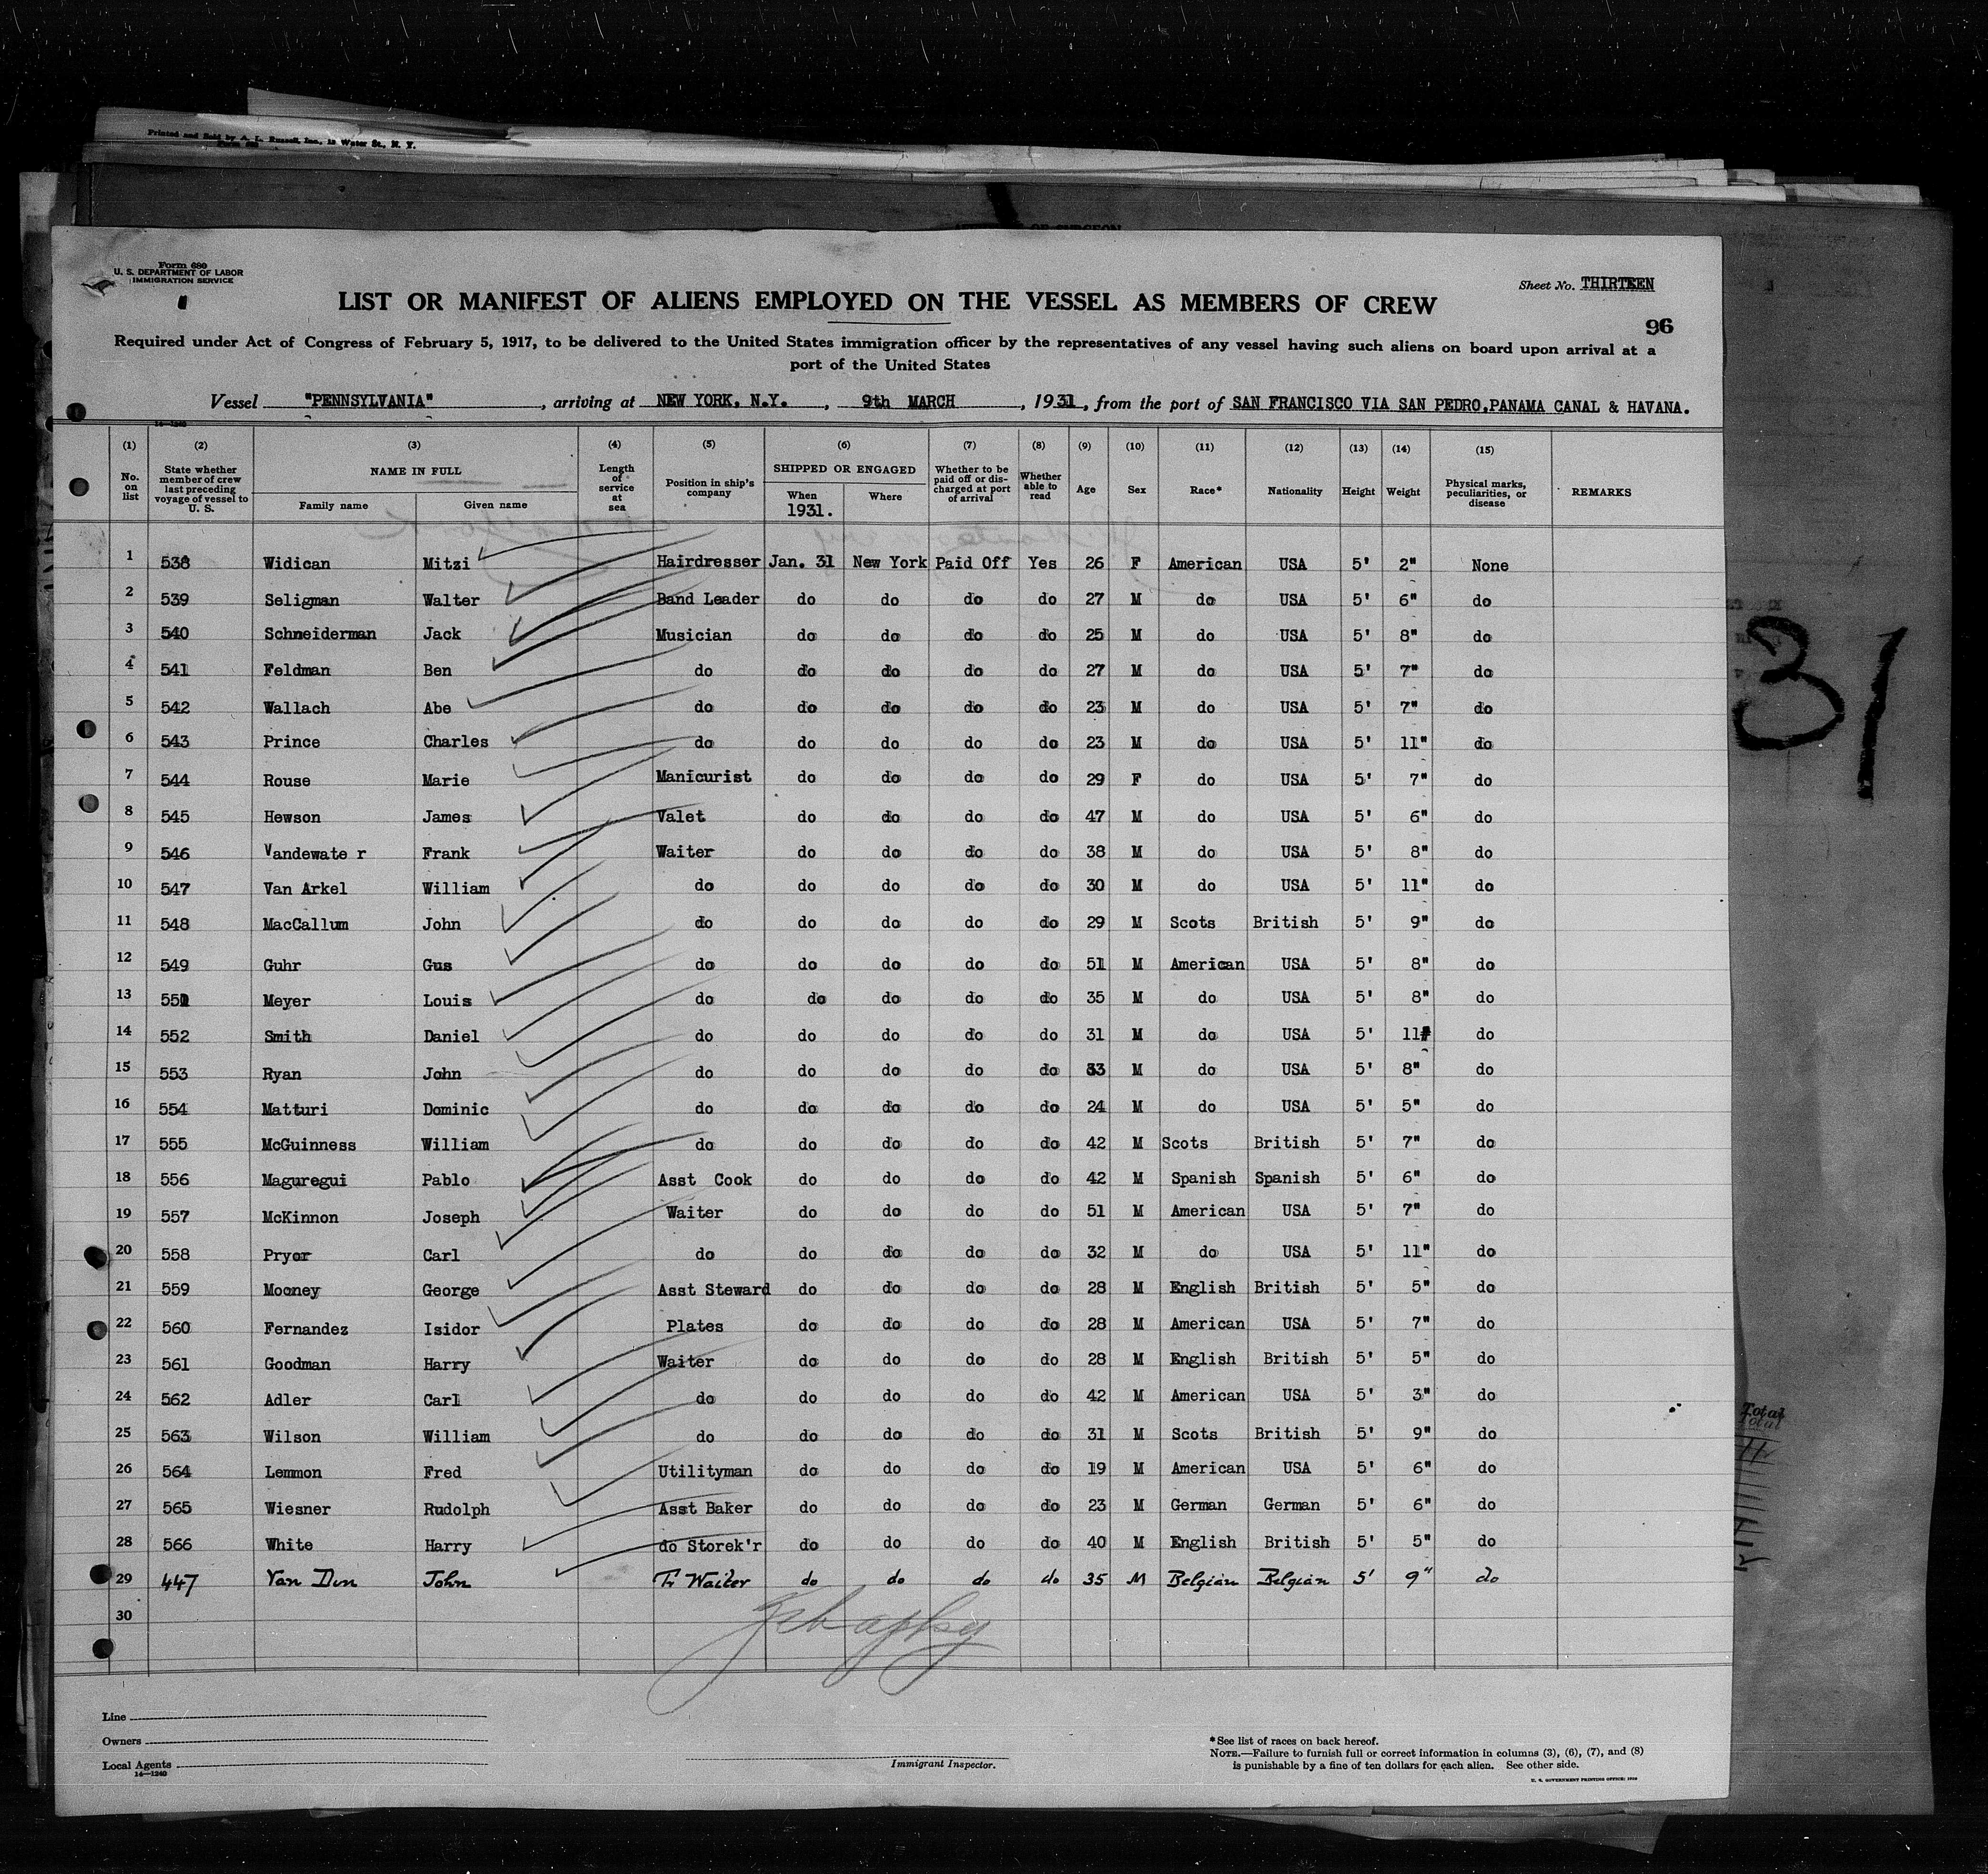 Printed and Sold by A. L. Russell, Inc., 12 Water St., N. Y.
Form 680
U. S. DEPARTMENT OF LABOR
IMMIGRATION SERVICE
Sheet No. THIRTEEN
LIST OR MANIFEST OF ALIENS EMPLOYED ON THE VESSEL AS MEMBERS OF CREW
96
Required under Act of Congress of February 5, 1917, to be delivered to the United States immigration officer by the representatives of any vessel having such aliens on board upon arrival at a
port of the United States
Vessel "PENNSYLVANIA", arriving at NEW YORK, N.Y., 9th MARCH, 1931, from the port of SAN FRANCISCO VIA SAN PEDRO, PANAMA CANAL & HAVANA.
14—1240
(1) (2) (3) (4) (5) (6) (7) (8) (9) (10) (11) (12) (13) (14) (15)
No. on list State whether member of crew last preceding voyage of vessel to U. S. NAME IN FULL Family name Given name Length of service at sea Position in ship's company SHIPPED OR ENGAGED When 1931. Where Whether to be paid off or discharged at port of arrival Whether able to read Age Sex Race* Nationality Height Weight Physical marks, peculiarities, or disease REMARKS
1 538 Widican Mitzi Hairdresser Jan. 31 New York Paid Off Yes 26 F American USA 5' 2" None
2 539 Seligman Walter Band Leader do do do do 27 M do USA 5' 6" do
3 540 Schneiderman Jack Musician do do do do 25 M do USA 5' 8" do
4 541 Feldman Ben do do do do do 27 M do USA 5' 7" do
5 542 Wallach Abe do do do do do 23 M do USA 5' 7" do
6 543 Prince Charles do do do do do 23 M do USA 5' 11" do
7 544 Rouse Marie Manicurist do do do do 29 F do USA 5' 7" do
8 545 Hewson James Valet do do do do 47 M do USA 5' 6" do
9 546 Vandewate r Frank Waiter do do do do 38 M do USA 5' 8" do
10 547 Van Arkel William do do do do do 30 M do USA 5' 11" do
11 548 MacCallum John do do do do do 29 M Scots British 5' 9" do
12 549 Guhr Gus do do do do do 51 M American USA 5' 8" do
13 551 Meyer Louis do do do do do 35 M do USA 5' 8" do
14 552 Smith Daniel do do do do do 31 M do USA 5' 11" do
15 553 Ryan John do do do do do 33 M do USA 5' 8" do
16 554 Matturi Dominic do do do do do 24 M do USA 5' 5" do
17 555 McGuinness William do do do do do 42 M Scots British 5' 7" do
18 556 Maguregui Pablo Asst Cook do do do do 42 M Spanish Spanish 5' 6" do
19 557 McKinnon Joseph Waiter do do do do 51 M American USA 5' 7" do
20 558 Pryor Carl do do do do do 32 M do USA 5' 11" do
21 559 Mooney George Asst Steward do do do do 28 M English British 5' 5" do
22 560 Fernandez Isidor Plates do do do do 28 M American USA 5' 7" do
23 561 Goodman Harry Waiter do do do do 28 M English British 5' 5" do
24 562 Adler Carl do do do do do 42 M American USA 5' 3" do
25 563 Wilson William do do do do do 31 M Scots British 5' 9" do
26 564 Lemmon Fred Utilityman do do do do 19 M American USA 5' 6" do
27 565 Wiesner Rudolph Asst Baker do do do do 23 M German German 5' 6" do
28 566 White Harry do Storek'r do do do do 40 M English British 5' 5" do
29 447 Van Dun John Waiter do do do do 35 M Belgian Belgian 5' 9" do
30
31
Total
Line
Owners
Local Agents
14—1240
Immigrant Inspector.
*See list of races on back hereof.
NOTE.—Failure to furnish full or correct information in columns (3), (6), (7), and (8)
is punishable by a fine of ten dollars for each alien. See other side.
U. S. GOVERNMENT PRINTING OFFICE: 1929